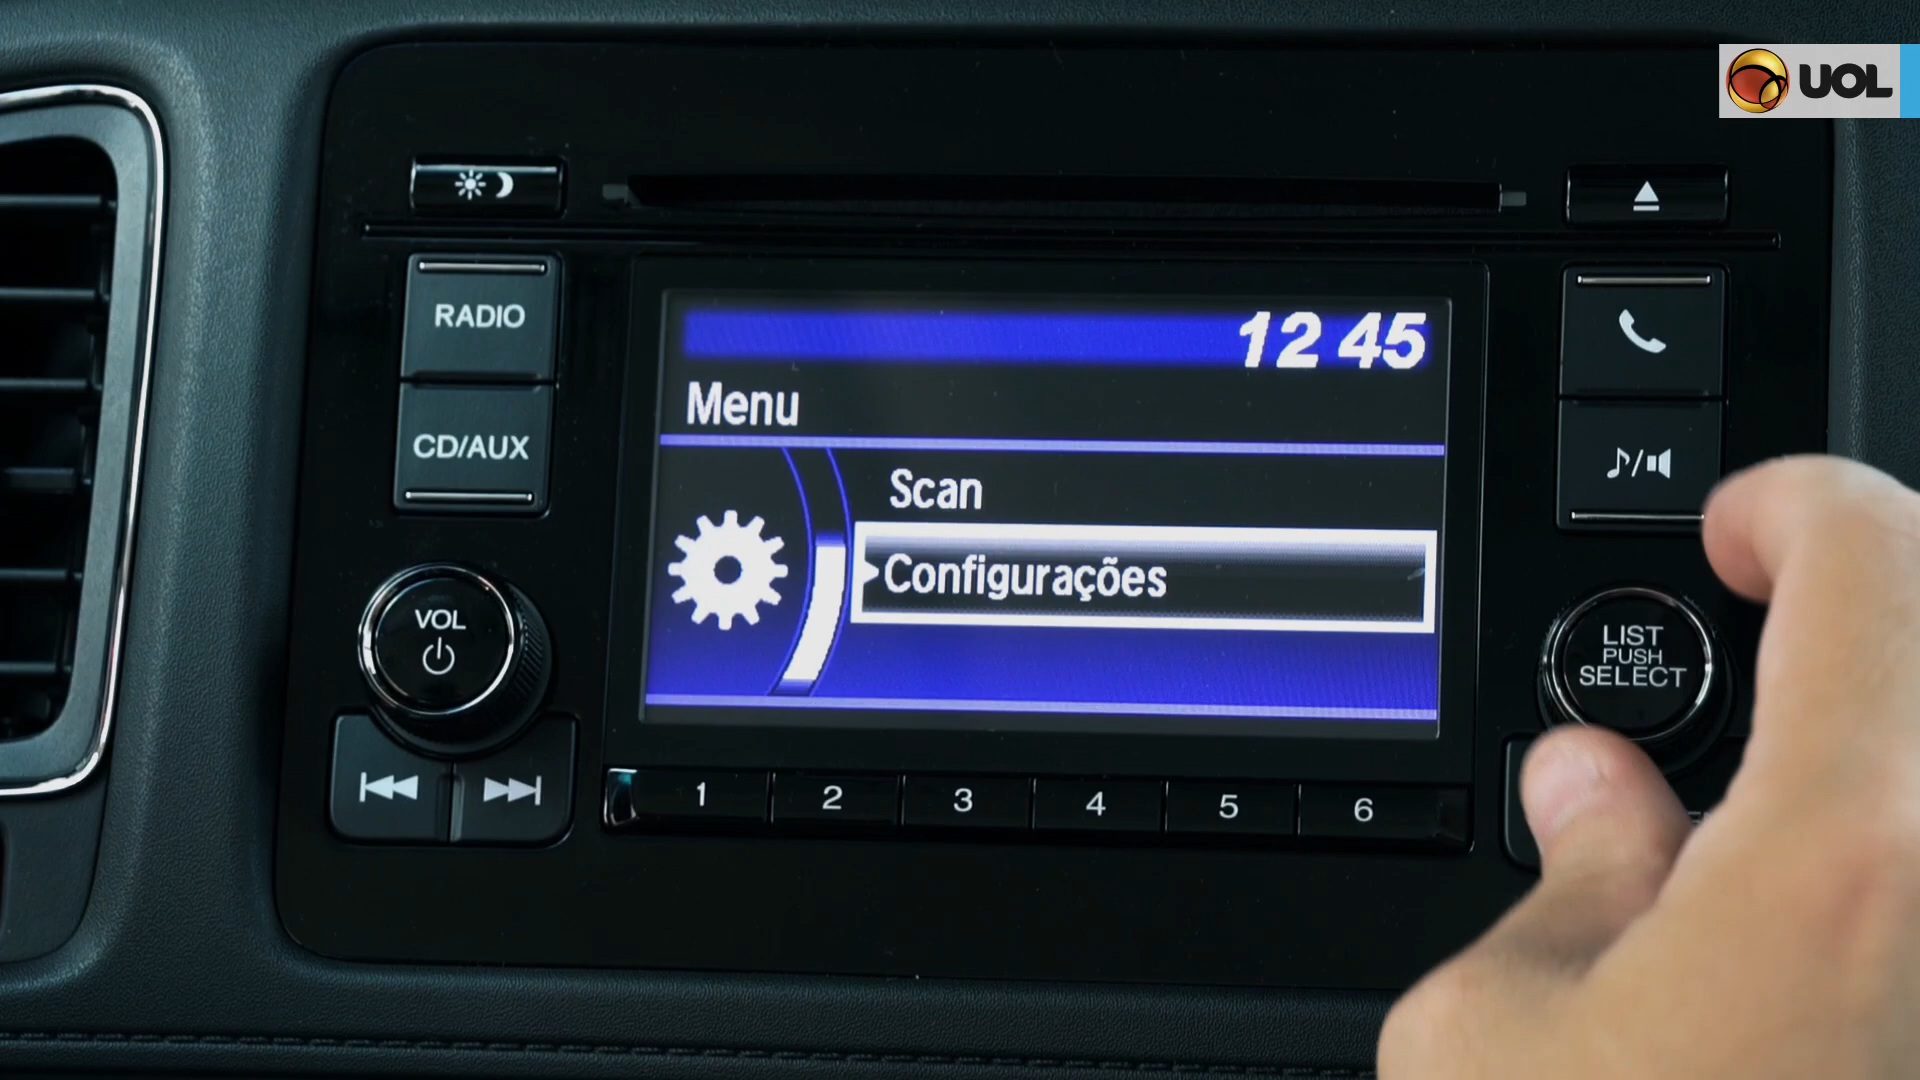 UOL
RADIO
CD/AUX
12 45
Menu
Scan
Configurações
VOL
LIST
PUSH
SELECT
1 2 3 4 5 6